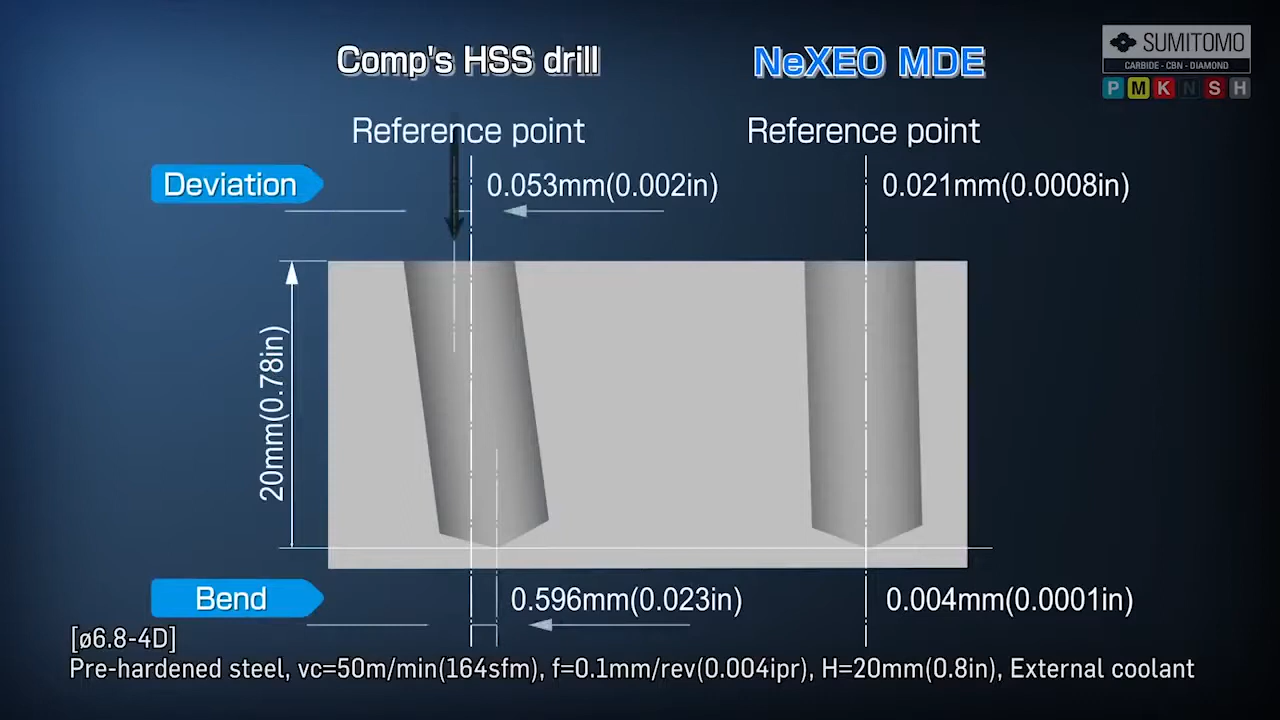 Comp's HSS drill
NeXEO MDE
SUMITOMO
CARBIDE - CBN - DIAMOND
P M K N S H
Reference point
Reference point
Deviation
0.053mm(0.002in)
0.021mm(0.0008in)
20mm(0.78in)
Bend
0.596mm(0.023in)
0.004mm(0.0001in)
[ø6.8-4D]
Pre-hardened steel, vc=50m/min(164sfm), f=0.1mm/rev(0.004ipr), H=20mm(0.8in), External coolant